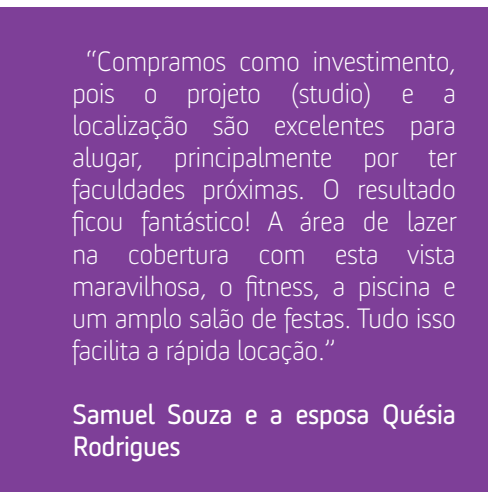 “Compramos como investimento,
pois o projeto (studio) e a
localização são excelentes para
alugar, principalmente por ter
faculdades próximas. O resultado
ficou fantástico! A área de lazer
na cobertura com esta vista
maravilhosa, o fitness, a piscina e
um amplo salão de festas. Tudo isso
facilita a rápida locação.”
Samuel Souza e a esposa Quésia
Rodrigues